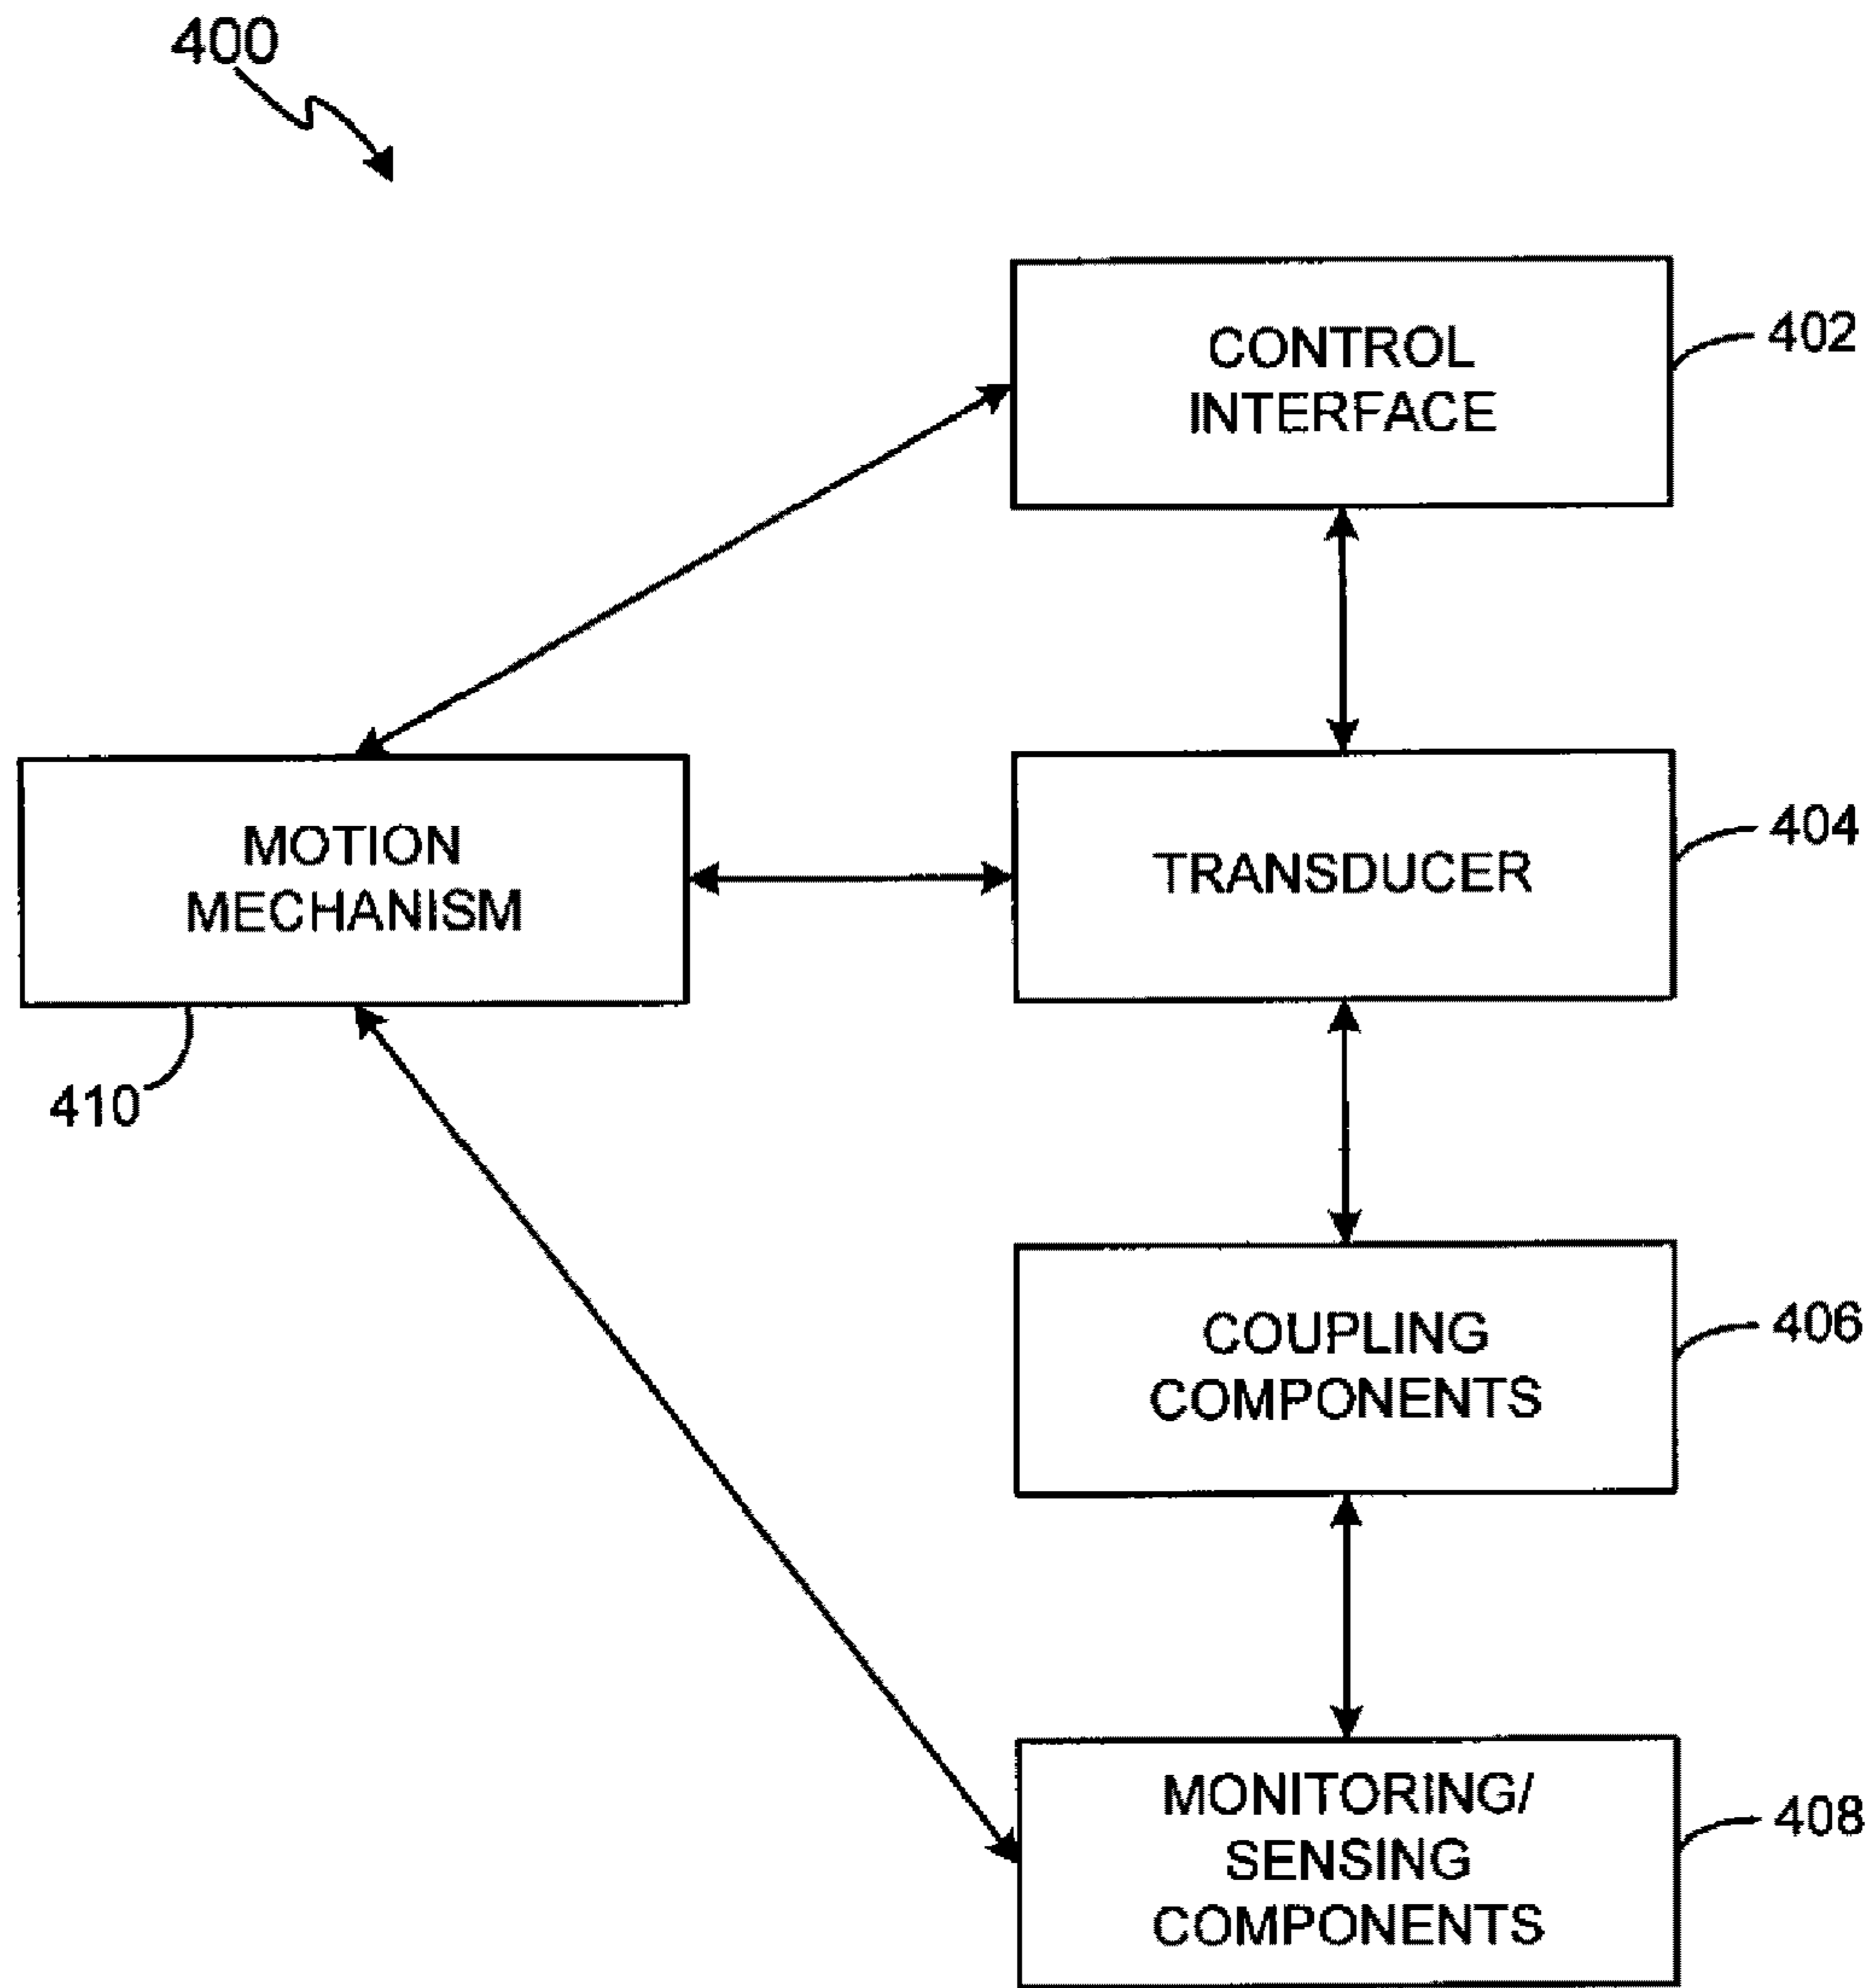 400
CONTROL
INTERFACE
402
MOTION
MECHANISM
410
TRANSDUCER
404
COUPLING
COMPONENTS
406
MONITORING/
SENSING
COMPONENTS
408